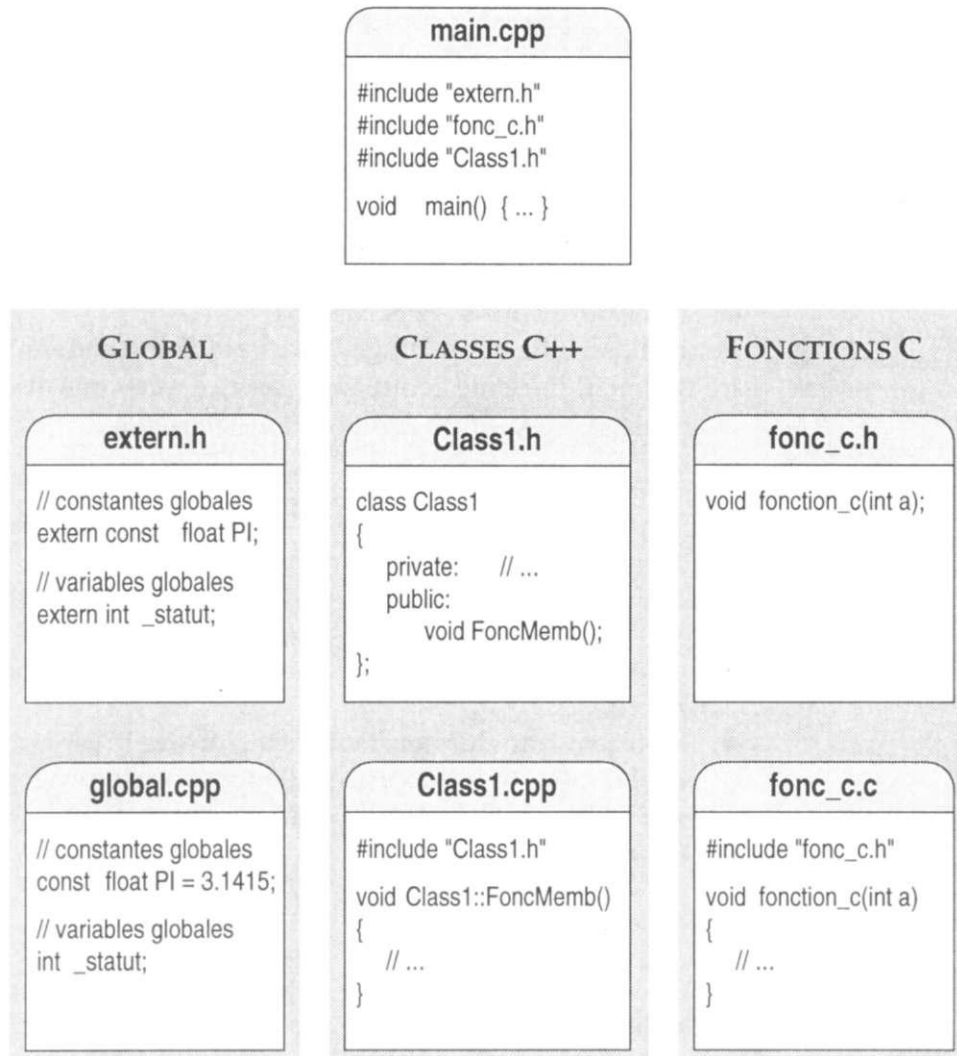 main.cpp
#include "extern.h"
#include "fonc_c.h"
#include "Class1.h"
void main() { ... }
GLOBAL
extern.h
// constantes globales
extern const float PI;
// variables globales
extern int _statut;
global.cpp
// constantes globales
const float PI = 3.1415;
// variables globales
int _statut;
CLASSES C++
Class1.h
class Class1
{
private: // ...
public:
void FoncMemb();
};
Class1.cpp
#include "Class1.h"
void Class1::FoncMemb()
{
// ...
}
FONCTIONS C
fonc_c.h
void fonction_c(int a);
fonc_c.c
#include "fonc_c.h"
void fonction_c(int a)
{
// ...
}